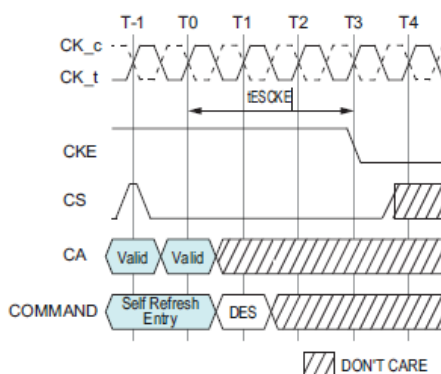 T-1 T0 T1 T2 T3 T4
CK_c
CK_t
tESCKE
CKE
CS
CA Valid Valid
COMMAND Self Refresh Entry DES
DON'T CARE